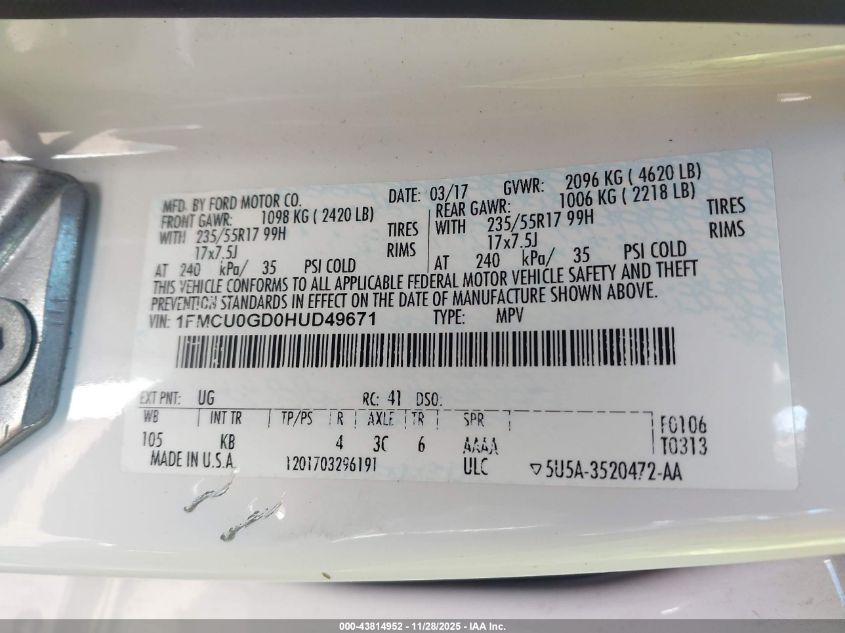 MFD. BY FORD MOTOR CO. DATE: 03/17 GVWR: 2096 KG ( 4620 LB)
FRONT GAWR: 1098 KG ( 2420 LB) REAR GAWR: 1006 KG ( 2218 LB)
WITH 235/55R17 99H TIRES WITH 235/55R17 99H TIRES
17x7.5J RIMS 17x7.5J RIMS
AT 240 kPa/ 35 PSI COLD AT 240 kPa/ 35 PSI COLD
THIS VEHICLE CONFORMS TO ALL APPLICABLE FEDERAL MOTOR VEHICLE SAFETY AND THEFT
PREVENTION STANDARDS IN EFFECT ON THE DATE OF MANUFACTURE SHOWN ABOVE.
VIN: 1FMCU0GD0HUD49671 TYPE: MPV
EXT PNT: UG RC: 41 DSO:
WB INT TR TP/PS R AXLE TR SPR F0106
105 KB 4 3C 6 AAAA T0313
MADE IN U.S.A. 1201703296191 ULC ▽5U5A-3520472-AA
000-43814952 - 11/28/2025 - IAA Inc.